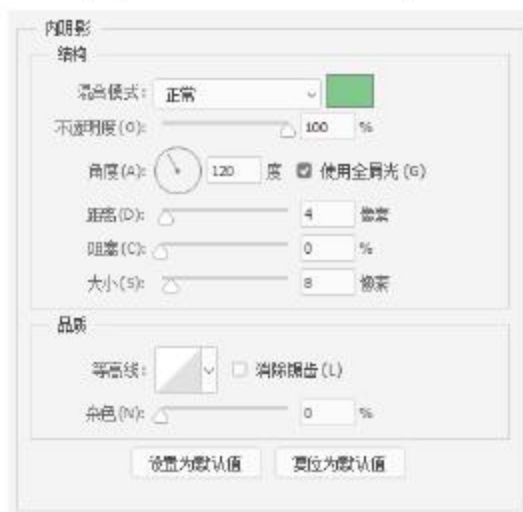 内阴影
结构
混合模式: 正常
不透明度(O): 100 %
角度(A): 120 度 使用全局光(G)
距离(D): 4 像素
阻塞(C): 0 %
大小(S): 8 像素
品质
等高线: 消除锯齿(L)
杂色(N): 0 %
设置为默认值 复位为默认值